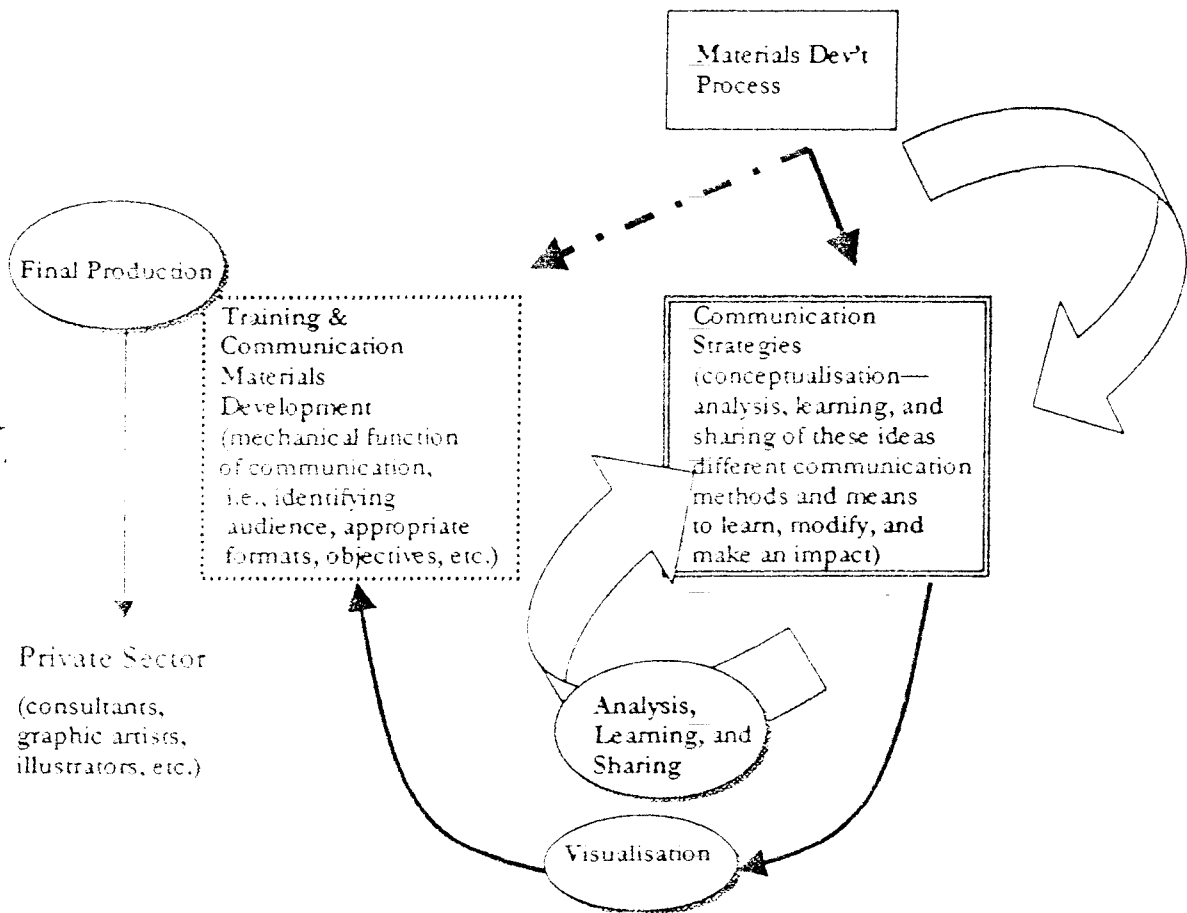 Materials Dev't
Process
Final Production
Training &
Communication
Materials
Development
(mechanical function
of communication,
i.e., identifying
audience, appropriate
formats, objectives, etc.)
Communication
Strategies
(conceptualisation—
analysis, learning, and
sharing of these ideas
different communication
methods and means
to learn, modify, and
make an impact)
Private Sector
(consultants,
graphic artists,
illustrators, etc.)
Analysis,
Learning, and
Sharing
Visualisation